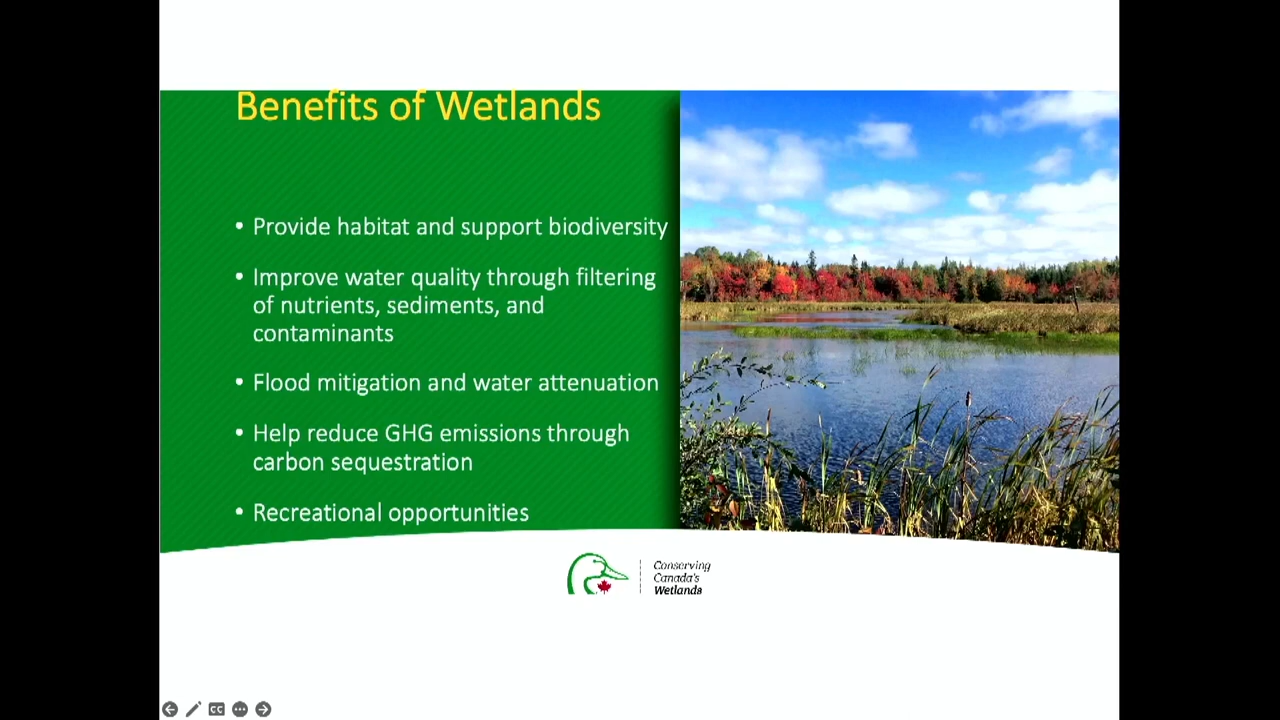 Benefits of Wetlands
• Provide habitat and support biodiversity
• Improve water quality through filtering
of nutrients, sediments, and
contaminants
• Flood mitigation and water attenuation
• Help reduce GHG emissions through
carbon sequestration
• Recreational opportunities
Conserving
Canada's
Wetlands
CC